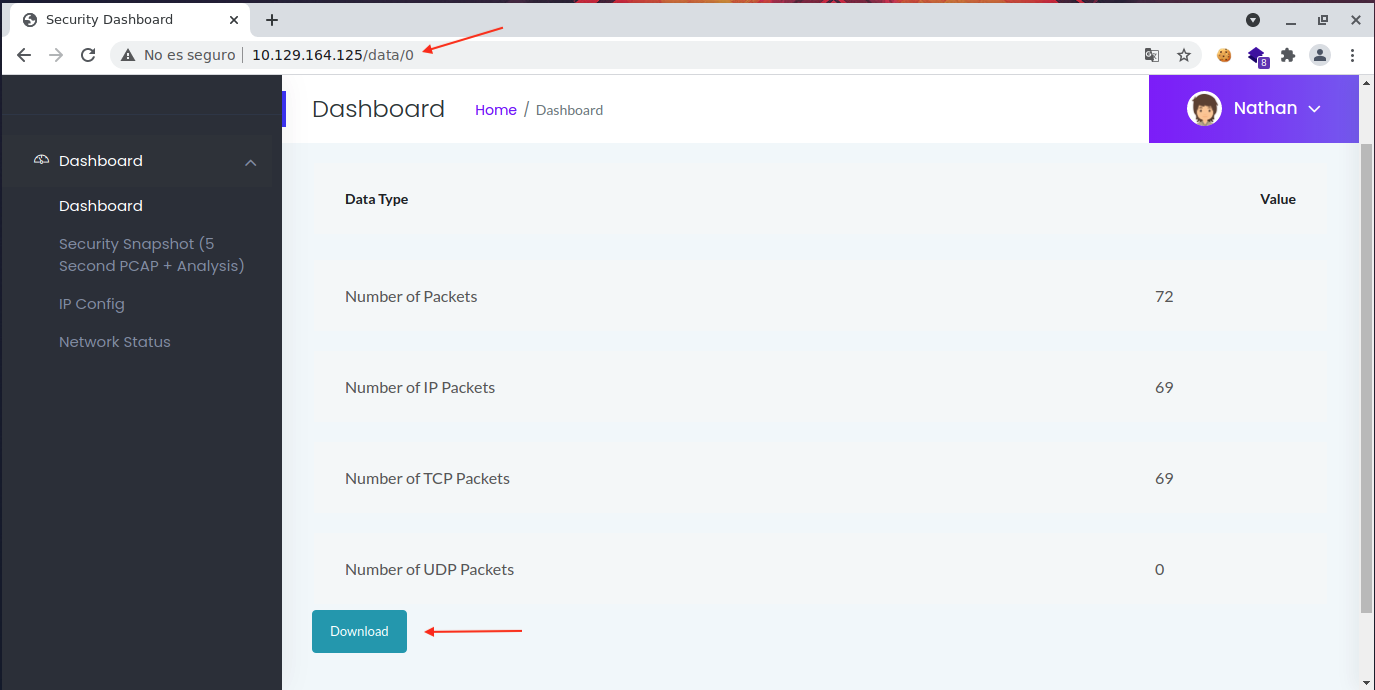 Security Dashboard
No es seguro 10.129.164.125/data/0
8
Dashboard
Home / Dashboard
Nathan
Dashboard
Dashboard
Security Snapshot (5
Second PCAP + Analysis)
IP Config
Network Status
Data Type Value
Number of Packets 72
Number of IP Packets 69
Number of TCP Packets 69
Number of UDP Packets 0
Download